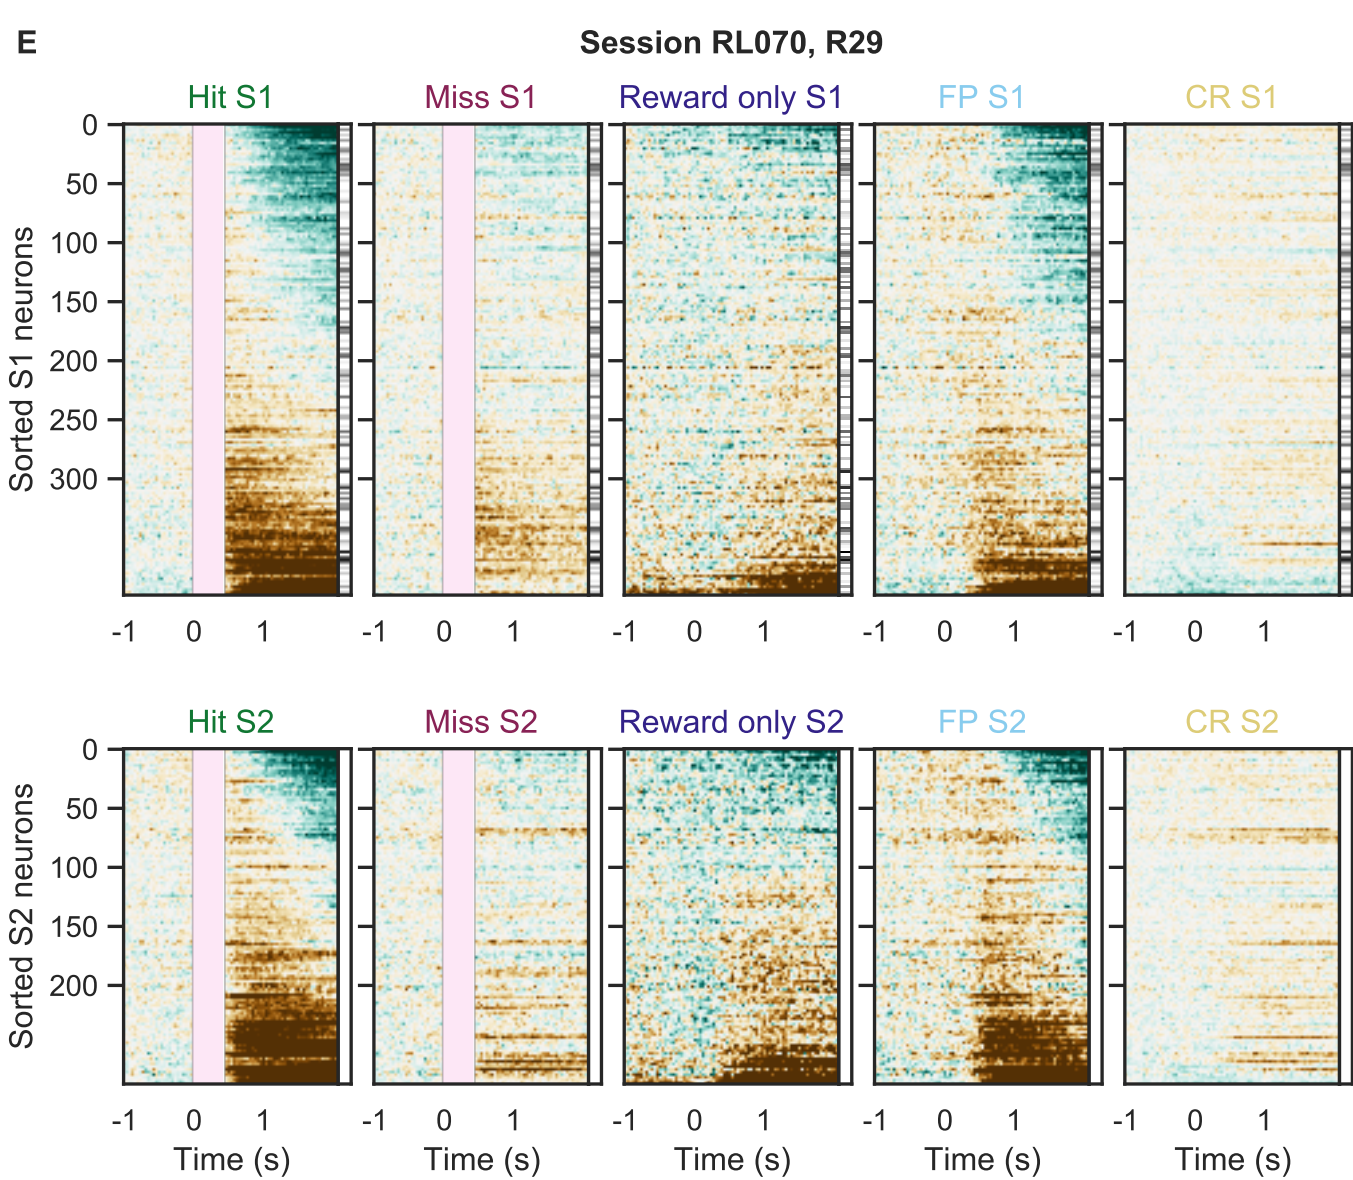 E
Session RL070, R29
Hit S1 Miss S1 Reward only S1 FP S1 CR S1
Sorted S1 neurons
0
50
100
150
200
250
300
-1 0 1 -1 0 1 -1 0 1 -1 0 1 -1 0 1
Hit S2 Miss S2 Reward only S2 FP S2 CR S2
Sorted S2 neurons
0
50
100
150
200
-1 0 1 -1 0 1 -1 0 1 -1 0 1 -1 0 1
Time (s) Time (s) Time (s) Time (s) Time (s)